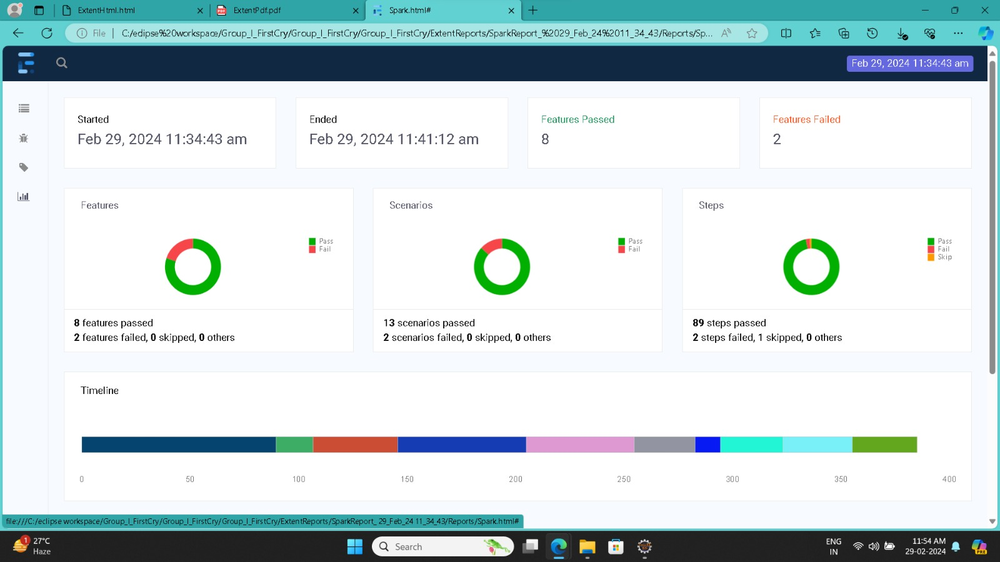 ExtentHtml.html
ExtentPdf.pdf
Spark.html#
File
C:/eclipse%20workspace/Group_I_FirstCry/Group_I_FirstCry/Group_I_FirstCry/ExtentReports/SparkReport_%2029_Feb_24%2011_34_43/Reports/Sp...
Feb 29, 2024 11:34:43 am
Started
Feb 29, 2024 11:34:43 am
Ended
Feb 29, 2024 11:41:12 am
Features Passed
8
Features Failed
2
Features
Pass
Fail
8 features passed
2 features failed, 0 skipped, 0 others
Scenarios
Pass
Fail
13 scenarios passed
2 scenarios failed, 0 skipped, 0 others
Steps
Pass
Fail
Skip
89 steps passed
2 steps failed, 1 skipped, 0 others
Timeline
0 50 100 150 200 250 300 350 400
file:///C:/eclipse workspace/Group_I_FirstCry/Group_I_FirstCry/Group_I_FirstCry/ExtentReports/SparkReport_ 29_Feb_24 11_34_43/Reports/Spark.html#
1
27°C
Haze
Search
ENG
IN
11:54 AM
29-02-2024
PRE